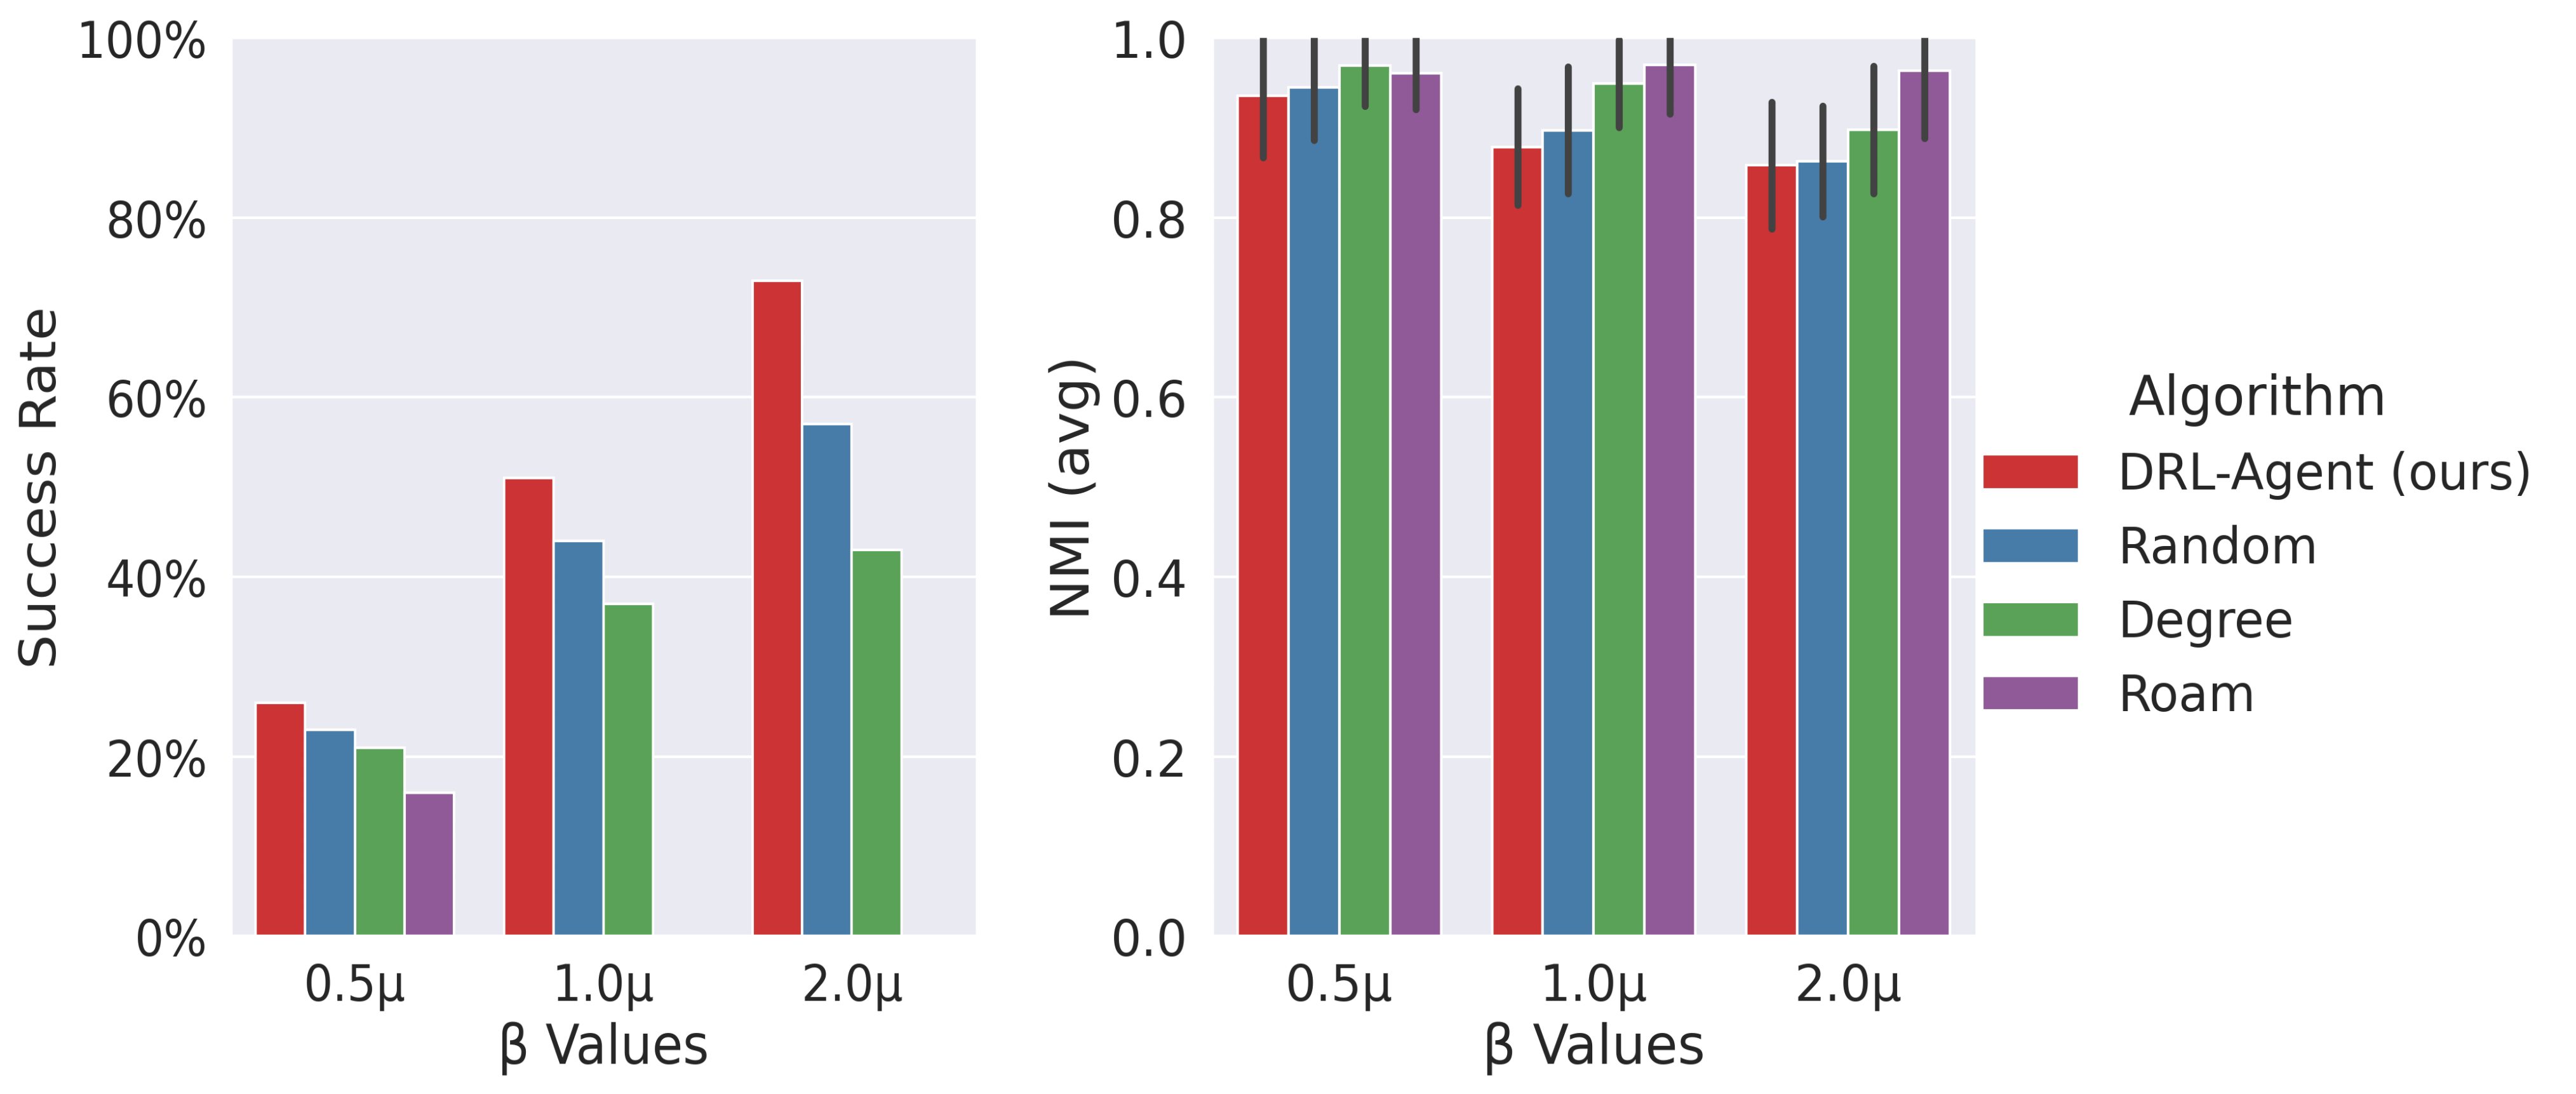 Success Rate
100%
80%
60%
40%
20%
0%
0.5µ 1.0µ 2.0µ
β Values
NMI (avg)
1.0
0.8
0.6
0.4
0.2
0.0
0.5µ 1.0µ 2.0µ
β Values
Algorithm
DRL-Agent (ours)
Random
Degree
Roam